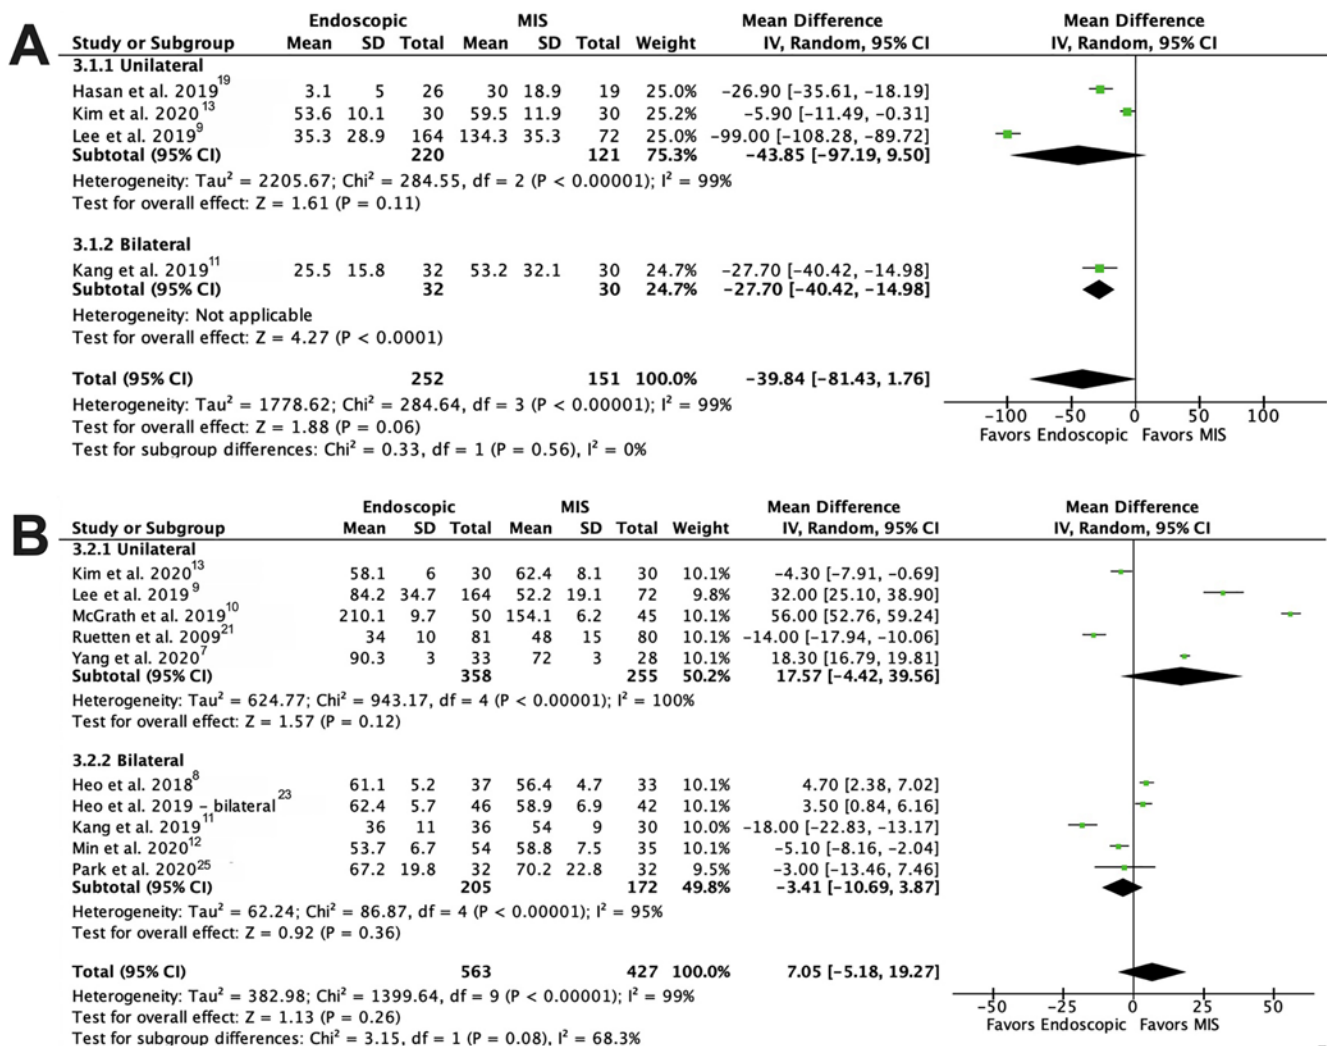 A
Endoscopic MIS Mean Difference Mean Difference
Study or Subgroup Mean SD Total Mean SD Total Weight IV, Random, 95% CI IV, Random, 95% CI
3.1.1 Unilateral
Hasan et al. 2019¹⁹ 3.1 5 26 30 18.9 19 25.0% −26.90 [−35.61, −18.19]
Kim et al. 2020¹³ 53.6 10.1 30 59.5 11.9 30 25.2% −5.90 [−11.49, −0.31]
Lee et al. 2019⁹ 35.3 28.9 164 134.3 35.3 72 25.0% −99.00 [−108.28, −89.72]
Subtotal (95% CI) 220 121 75.3% −43.85 [−97.19, 9.50]
Heterogeneity: Tau² = 2205.67; Chi² = 284.55, df = 2 (P < 0.00001); I² = 99%
Test for overall effect: Z = 1.61 (P = 0.11)
3.1.2 Bilateral
Kang et al. 2019¹¹ 25.5 15.8 32 53.2 32.1 30 24.7% −27.70 [−40.42, −14.98]
Subtotal (95% CI) 32 30 24.7% −27.70 [−40.42, −14.98]
Heterogeneity: Not applicable
Test for overall effect: Z = 4.27 (P < 0.0001)
Total (95% CI) 252 151 100.0% −39.84 [−81.43, 1.76]
Heterogeneity: Tau² = 1778.62; Chi² = 284.64, df = 3 (P < 0.00001); I² = 99%
Test for overall effect: Z = 1.88 (P = 0.06)
Test for subgroup differences: Chi² = 0.33, df = 1 (P = 0.56), I² = 0%
−100 −50 0 50 100
Favors Endoscopic Favors MIS
B
Endoscopic MIS Mean Difference Mean Difference
Study or Subgroup Mean SD Total Mean SD Total Weight IV, Random, 95% CI IV, Random, 95% CI
3.2.1 Unilateral
Kim et al. 2020¹³ 58.1 6 30 62.4 8.1 30 10.1% −4.30 [−7.91, −0.69]
Lee et al. 2019⁹ 84.2 34.7 164 52.2 19.1 72 9.8% 32.00 [25.10, 38.90]
McGrath et al. 2019¹⁰ 210.1 9.7 50 154.1 6.2 45 10.1% 56.00 [52.76, 59.24]
Ruetten et al. 2009²¹ 34 10 81 48 15 80 10.1% −14.00 [−17.94, −10.06]
Yang et al. 2020⁷ 90.3 3 33 72 3 28 10.1% 18.30 [16.79, 19.81]
Subtotal (95% CI) 358 255 50.2% 17.57 [−4.42, 39.56]
Heterogeneity: Tau² = 624.77; Chi² = 943.17, df = 4 (P < 0.00001); I² = 100%
Test for overall effect: Z = 1.57 (P = 0.12)
3.2.2 Bilateral
Heo et al. 2018⁸ 61.1 5.2 37 56.4 4.7 33 10.1% 4.70 [2.38, 7.02]
Heo et al. 2019 – bilateral²³ 62.4 5.7 46 58.9 6.9 42 10.1% 3.50 [0.84, 6.16]
Kang et al. 2019¹¹ 36 11 36 54 9 30 10.0% −18.00 [−22.83, −13.17]
Min et al. 2020¹² 53.7 6.7 54 58.8 7.5 35 10.1% −5.10 [−8.16, −2.04]
Park et al. 2020²⁵ 67.2 19.8 32 70.2 22.8 32 9.5% −3.00 [−13.46, 7.46]
Subtotal (95% CI) 205 172 49.8% −3.41 [−10.69, 3.87]
Heterogeneity: Tau² = 62.24; Chi² = 86.87, df = 4 (P < 0.00001); I² = 95%
Test for overall effect: Z = 0.92 (P = 0.36)
Total (95% CI) 563 427 100.0% 7.05 [−5.18, 19.27]
Heterogeneity: Tau² = 382.98; Chi² = 1399.64, df = 9 (P < 0.00001); I² = 99%
Test for overall effect: Z = 1.13 (P = 0.26)
Test for subgroup differences: Chi² = 3.15, df = 1 (P = 0.08), I² = 68.3%
−50 −25 0 25 50
Favors Endoscopic Favors MIS